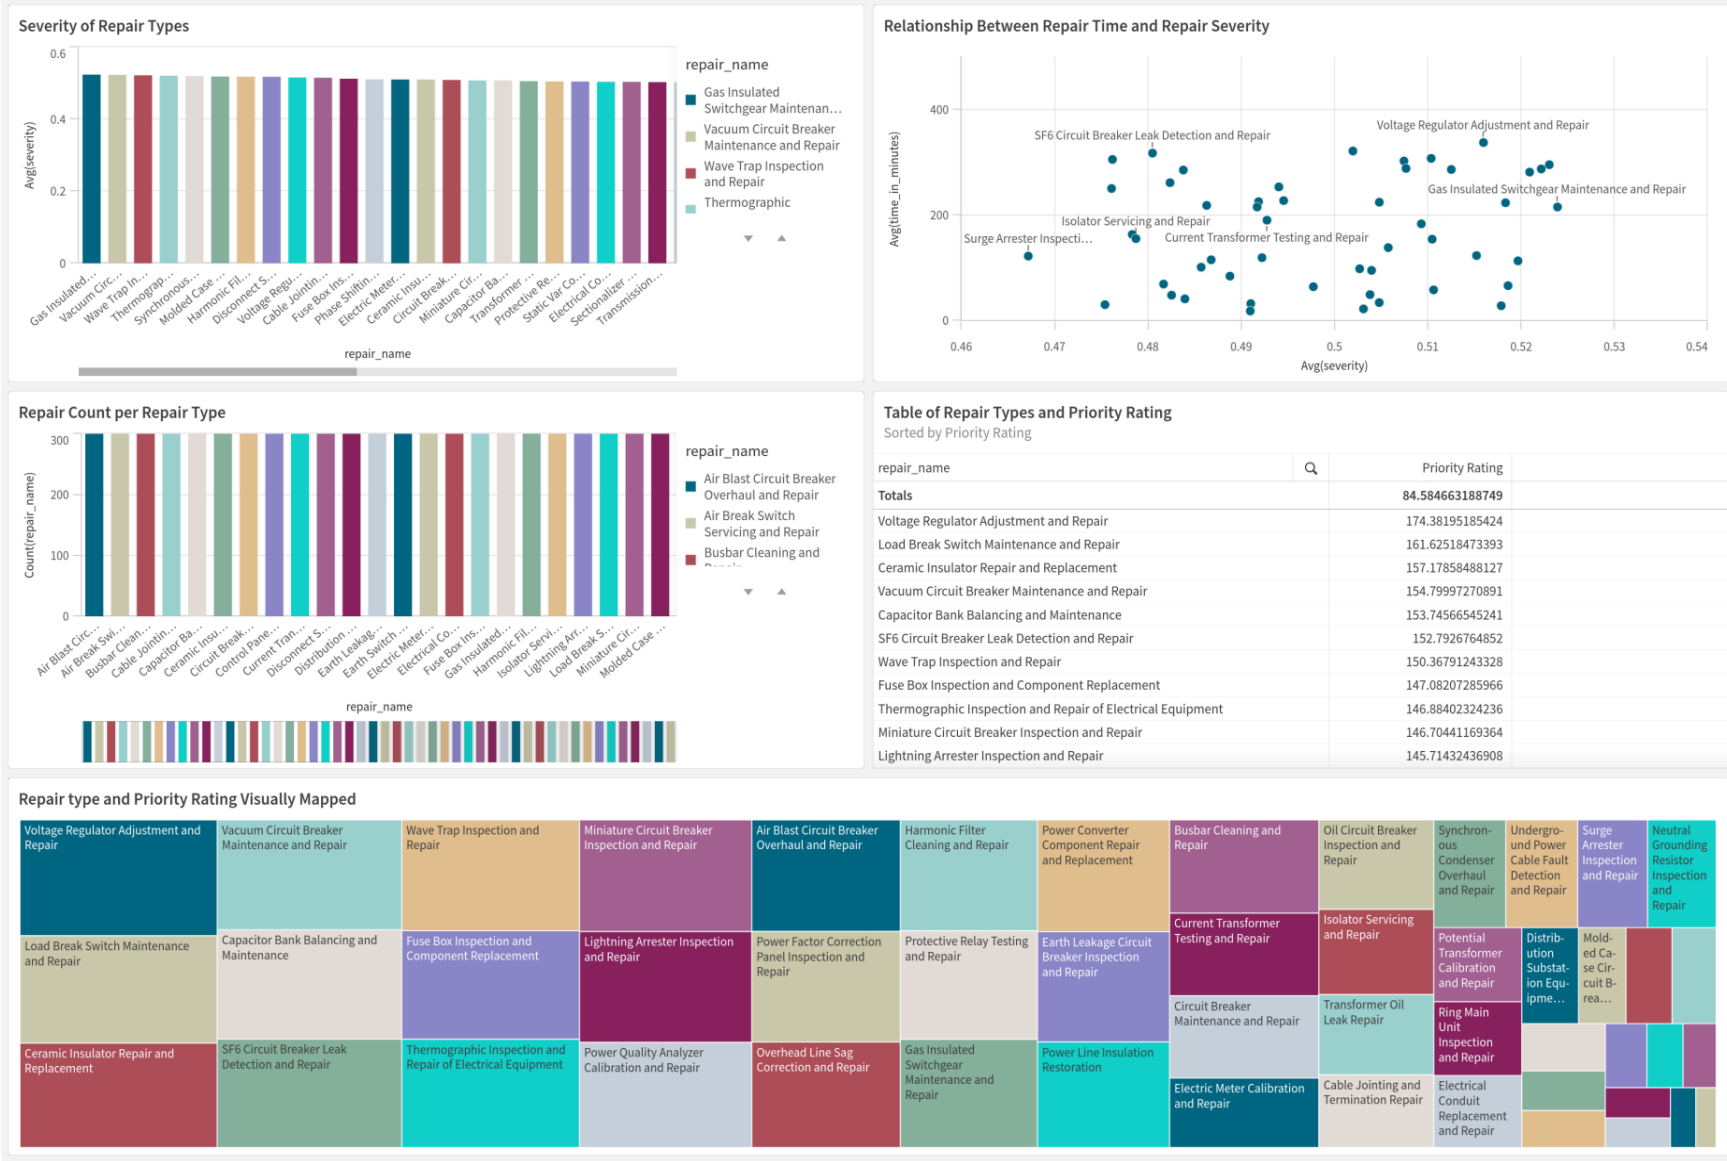 Severity of Repair Types
Avg(severity)
0.6
0.4
0.2
0
Gas Insulated...
Vacuum Circ...
Wave Trap In...
Thermograp...
Synchronous...
Molded Case ...
Harmonic Fil...
Disconnect S...
Voltage Regu...
Cable Jointin...
Fuse Box Ins...
Phase Shiftin...
Electric Meter...
Ceramic Insu...
Circuit Break...
Miniature Cir...
Capacitor Ba...
Transformer ...
Protective Re...
Static Var Co...
Electrical Co...
Sectionalizer ...
Transmission...
repair_name
repair_name
Gas Insulated
Switchgear Maintenan...
Vacuum Circuit Breaker
Maintenance and Repair
Wave Trap Inspection
and Repair
Thermographic
Relationship Between Repair Time and Repair Severity
Avg(time_in_minutes)
400
200
0
SF6 Circuit Breaker Leak Detection and Repair
Voltage Regulator Adjustment and Repair
Gas Insulated Switchgear Maintenance and Repair
Isolator Servicing and Repair
Surge Arrester Inspecti...
Current Transformer Testing and Repair
0.46
0.47
0.48
0.49
0.5
0.51
0.52
0.53
0.54
Avg(severity)
Repair Count per Repair Type
Count(repair_name)
300
200
100
0
Air Blast Circ...
Air Break Swi...
Busbar Clean...
Cable Jointin...
Capacitor Ba...
Ceramic Insu...
Circuit Break...
Control Pane...
Current Tran...
Disconnect S...
Distribution ...
Earth Leakag...
Earth Switch ...
Electric Meter...
Electrical Co...
Fuse Box Ins...
Gas Insulated...
Harmonic Fil...
Isolator Servi...
Lightning Arr...
Load Break S...
Miniature Cir...
Molded Case ...
repair_name
repair_name
Air Blast Circuit Breaker
Overhaul and Repair
Air Break Switch
Servicing and Repair
Busbar Cleaning and
Table of Repair Types and Priority Rating
Sorted by Priority Rating
repair_name Priority Rating
Totals 84.584663188749
Voltage Regulator Adjustment and Repair 174.38195185424
Load Break Switch Maintenance and Repair 161.62518473393
Ceramic Insulator Repair and Replacement 157.17858488127
Vacuum Circuit Breaker Maintenance and Repair 154.79997270891
Capacitor Bank Balancing and Maintenance 153.74566545241
SF6 Circuit Breaker Leak Detection and Repair 152.7926764852
Wave Trap Inspection and Repair 150.36791243328
Fuse Box Inspection and Component Replacement 147.08207285966
Thermographic Inspection and Repair of Electrical Equipment 146.88402324236
Miniature Circuit Breaker Inspection and Repair 146.70441169364
Lightning Arrester Inspection and Repair 145.71432436908
Repair type and Priority Rating Visually Mapped
Voltage Regulator Adjustment and
Repair
Load Break Switch Maintenance
and Repair
Ceramic Insulator Repair and
Replacement
Vacuum Circuit Breaker
Maintenance and Repair
Capacitor Bank Balancing and
Maintenance
SF6 Circuit Breaker Leak
Detection and Repair
Wave Trap Inspection and
Repair
Fuse Box Inspection and
Component Replacement
Thermographic Inspection and
Repair of Electrical Equipment
Miniature Circuit Breaker
Inspection and Repair
Lightning Arrester Inspection
and Repair
Power Quality Analyzer
Calibration and Repair
Air Blast Circuit Breaker
Overhaul and Repair
Power Factor Correction
Panel Inspection and
Repair
Overhead Line Sag
Correction and Repair
Harmonic Filter
Cleaning and Repair
Protective Relay Testing
and Repair
Gas Insulated
Switchgear
Maintenance and
Repair
Power Converter
Component Repair
and Replacement
Earth Leakage Circuit
Breaker Inspection
and Repair
Power Line Insulation
Restoration
Busbar Cleaning and
Repair
Current Transformer
Testing and Repair
Circuit Breaker
Maintenance and Repair
Electric Meter Calibration
and Repair
Oil Circuit Breaker
Inspection and
Repair
Isolator Servicing
and Repair
Transformer Oil
Leak Repair
Cable Jointing and
Termination Repair
Synchron-
ous
Condenser
Overhaul
and Repair
Undergro-
und Power
Cable Fault
Detection
and Repair
Surge
Arrester
Inspection
and Repair
Neutral
Grounding
Resistor
Inspection
and
Repair
Potential
Transformer
Calibration
and Repair
Ring Main
Unit
Inspection
and Repair
Electrical
Conduit
Replacement
and Repair
Distrib-
ution
Substat-
ion Equ-
ipme...
Mold-
ed Ca-
se Cir-
cuit B-
rea...